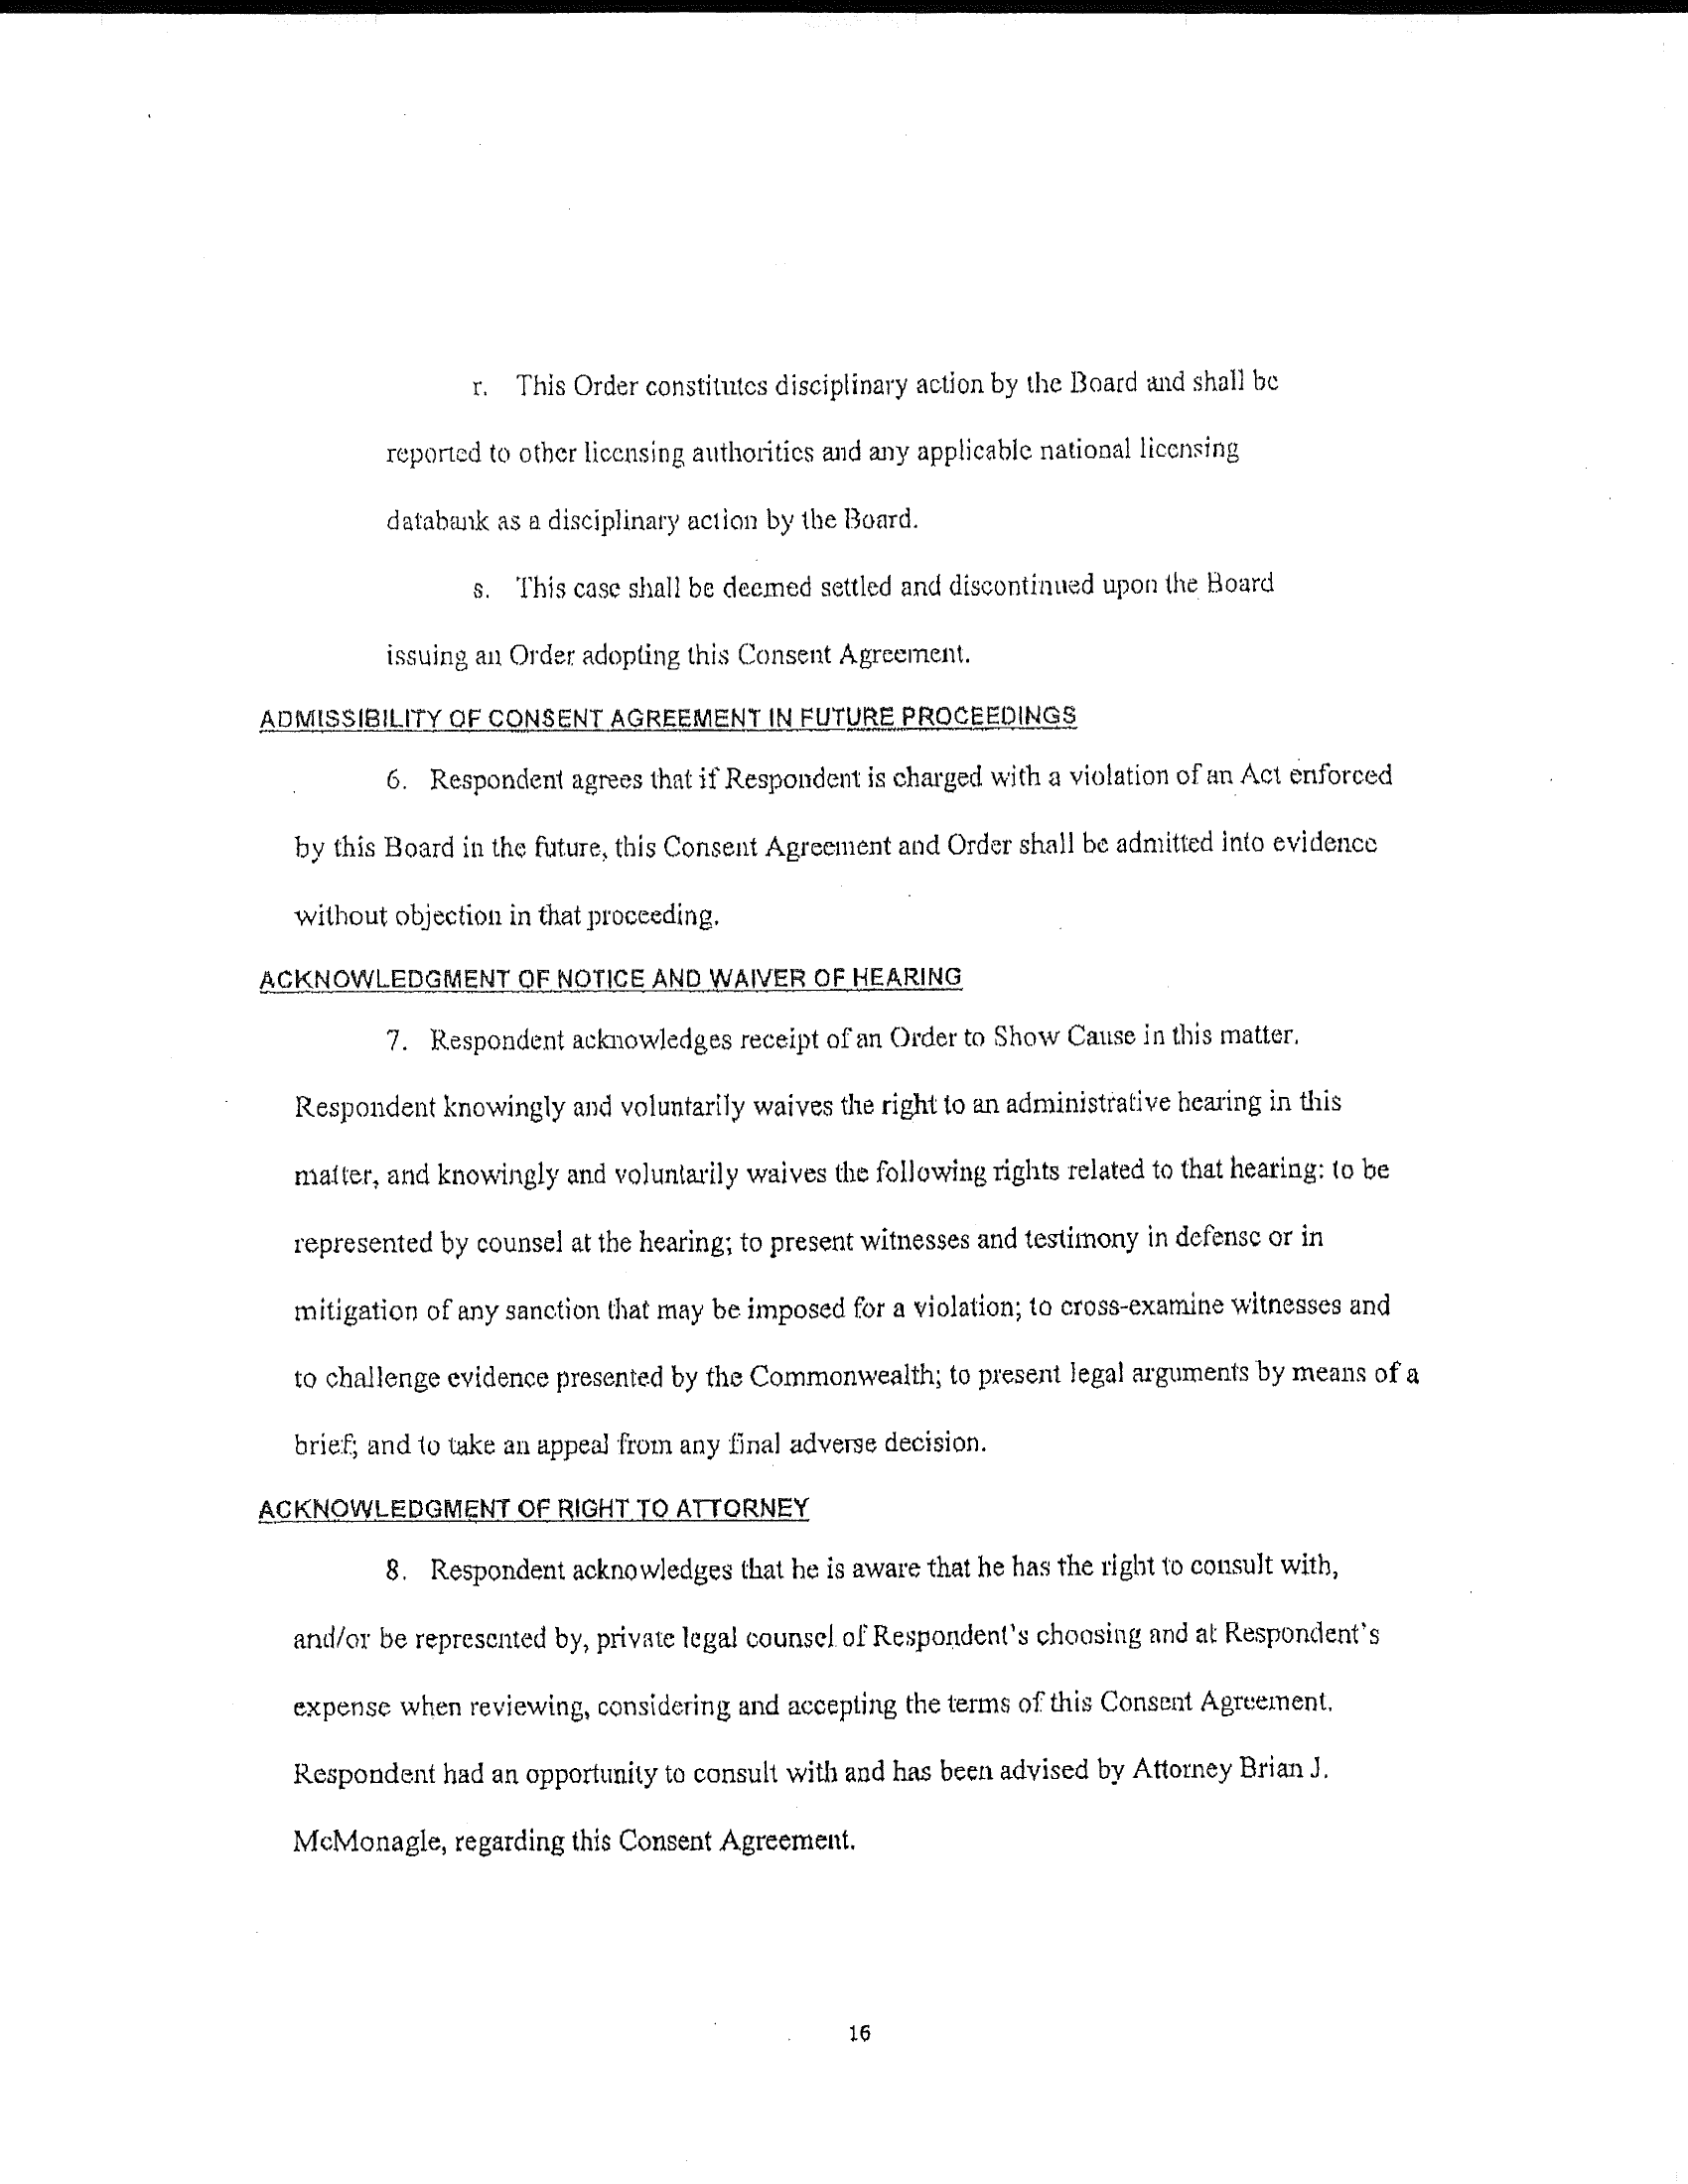 r. This Order constitutes disciplinary action by the Board and shall be
reported to other licensing authorities and any applicable national licensing
databank as a disciplinary action by the Board.
s. This case shall be deemed settled and discontinued upon the Board
issuing an Order adopting this Consent Agreement.
ADMISSIBILITY OF CONSENT AGREEMENT IN FUTURE PROCEEDINGS
6. Respondent agrees that if Respondent is charged with a violation of an Act enforced
by this Board in the future, this Consent Agreement and Order shall be admitted into evidence
without objection in that proceeding.
ACKNOWLEDGMENT OF NOTICE AND WAIVER OF HEARING
7. Respondent acknowledges receipt of an Order to Show Cause in this matter.
Respondent knowingly and voluntarily waives the right to an administrative hearing in this
matter, and knowingly and voluntarily waives the following rights related to that hearing: to be
represented by counsel at the hearing; to present witnesses and testimony in defense or in
mitigation of any sanction that may be imposed for a violation; to cross-examine witnesses and
to challenge evidence presented by the Commonwealth; to present legal arguments by means of a
brief; and to take an appeal from any final adverse decision.
ACKNOWLEDGMENT OF RIGHT TO ATTORNEY
8. Respondent acknowledges that he is aware that he has the right to consult with,
and/or be represented by, private legal counsel of Respondent's choosing and at Respondent's
expense when reviewing, considering and accepting the terms of this Consent Agreement.
Respondent had an opportunity to consult with and has been advised by Attorney Brian J.
McMonagle, regarding this Consent Agreement.
16